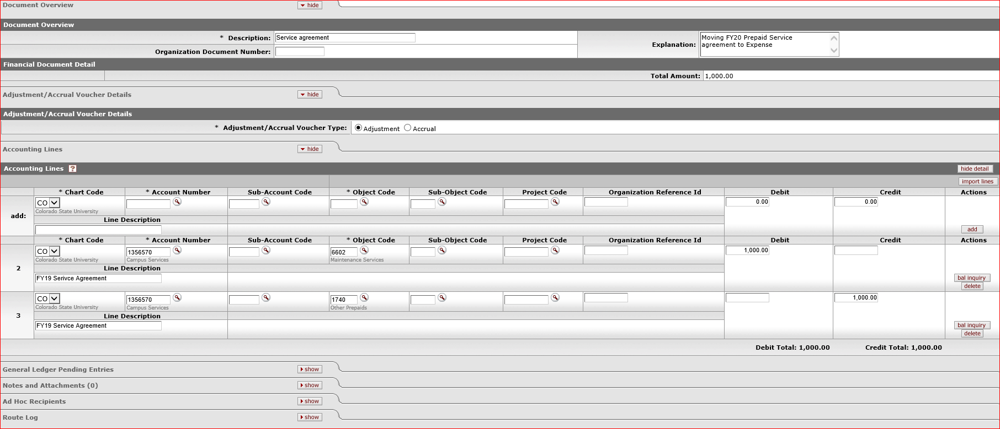 Document Overview
hide
Document Overview
* Description: Service agreement
Explanation: Moving FY20 Prepaid Service
agreement to Expense
Organization Document Number:
Financial Document Detail
Total Amount: 1,000.00
Adjustment/Accrual Voucher Details
hide
Adjustment/Accrual Voucher Details
* Adjustment/Accrual Voucher Type: Adjustment Accrual
Accounting Lines
hide
Accounting Lines ?
hide detail
import lines
* Chart Code * Account Number Sub-Account Code * Object Code Sub-Object Code Project Code Organization Reference Id Debit Credit Actions
add: CO 0.00 0.00
Colorado State University
Line Description
add
* Chart Code * Account Number Sub-Account Code * Object Code Sub-Object Code Project Code Organization Reference Id Debit Credit Actions
2 CO 1356570 6602 1,000.00
Colorado State University Campus Services Maintenance Services
Line Description
FY19 Serivce Agreement
bal inquiry
delete
3 CO 1356570 1740 1,000.00
Colorado State University Campus Services Other Prepaids
Line Description
FY19 Service Agreement
bal inquiry
delete
Debit Total: 1,000.00 Credit Total: 1,000.00
General Ledger Pending Entries
show
Notes and Attachments (0)
show
Ad Hoc Recipients
show
Route Log
show